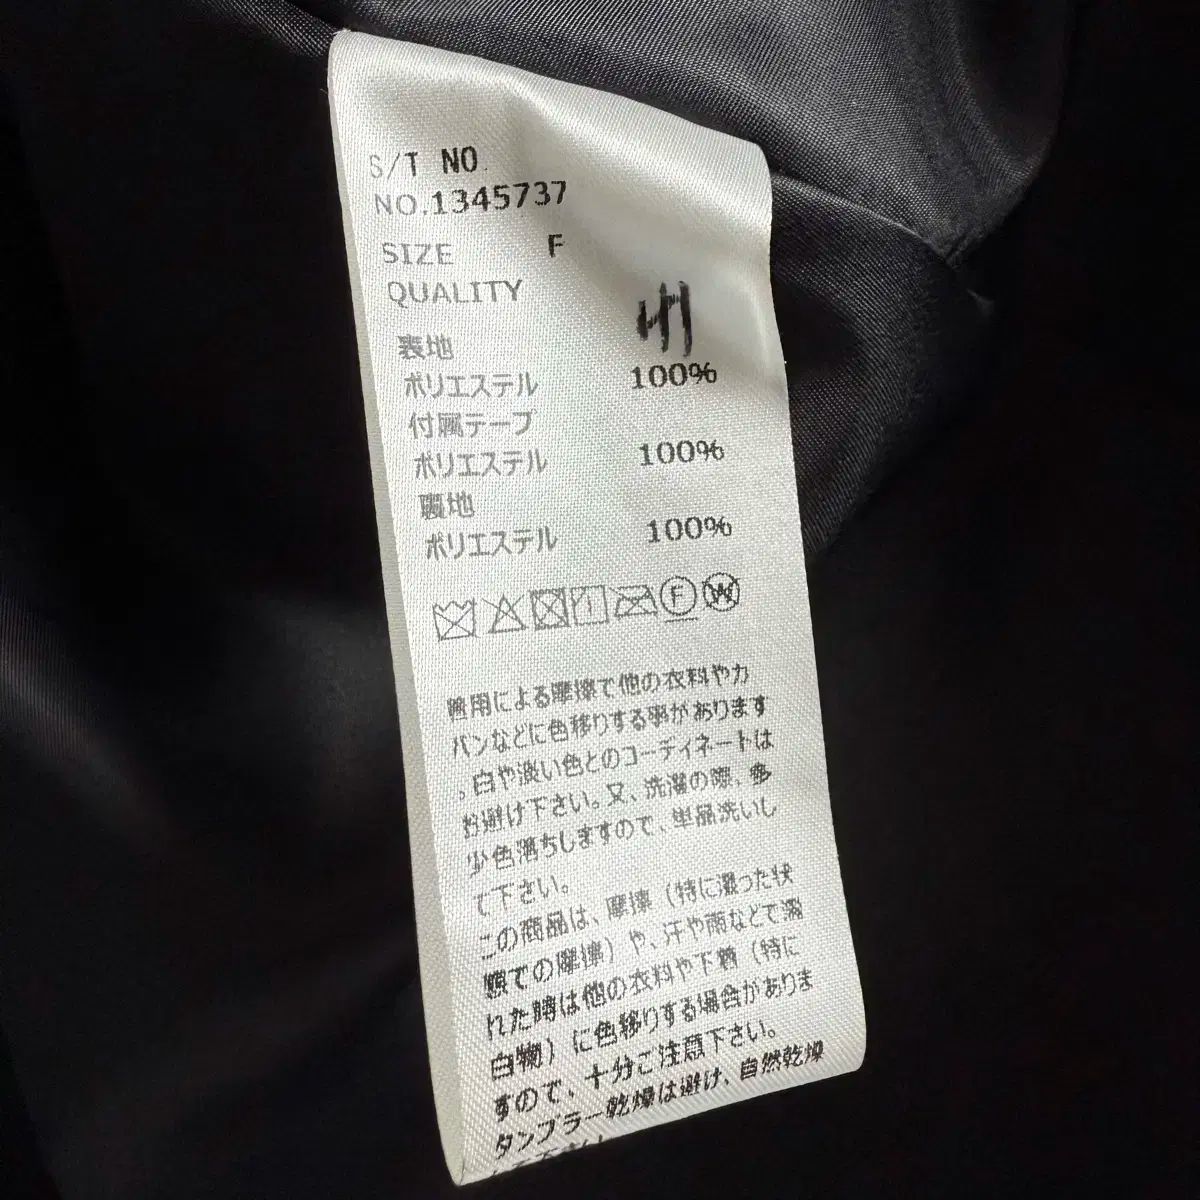 S/T NO.
NO.1345737
SIZE F
QUALITY
表地
ポリエステル 100%
付属テープ
ポリエステル 100%
裏地
ポリエステル 100%
F W
着用による摩擦で他の衣料やカ
バンなどに色移りする事があります
。白や淡い色とのコーディネートは
お避け下さい。又、洗濯の際、多
少色落ちしますので、単品洗いし
て下さい。
この商品は、摩擦（特に湿った状
態での摩擦）や、汗や雨などで濡
れた時は他の衣料や下着（特に
白物）に色移りする場合がありま
すので、十分ご注意下さい。
タンブラー乾燥は避け、自然乾燥